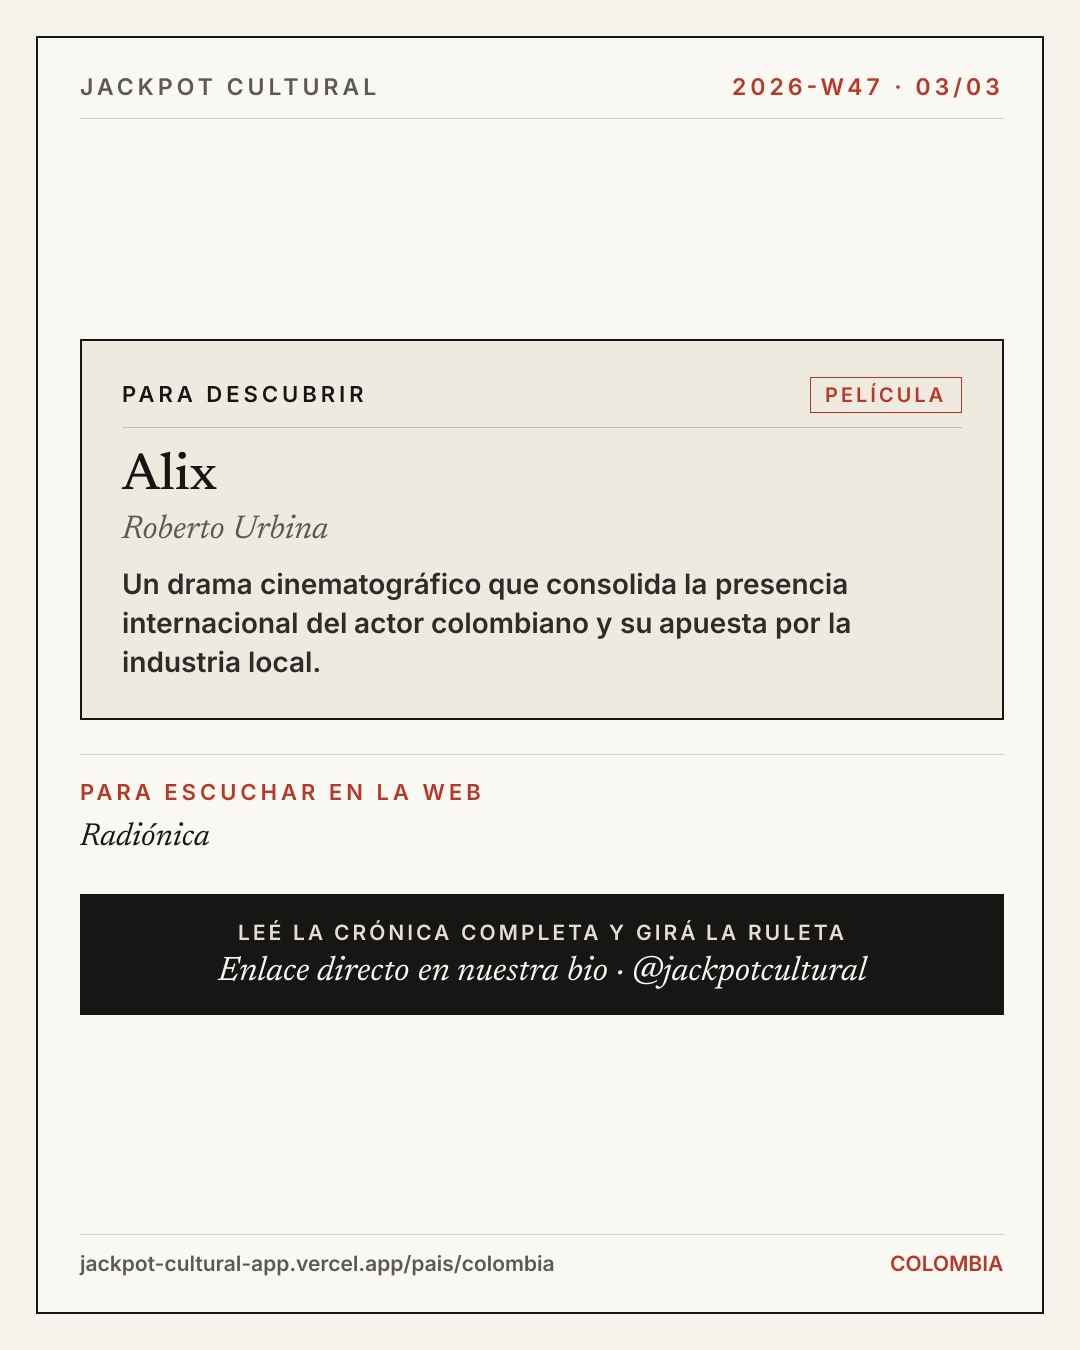 JACKPOT CULTURAL
2026-W47 · 03/03
PARA DESCUBRIR
PELÍCULA
Alix
Roberto Urbina
Un drama cinematográfico que consolida la presencia
internacional del actor colombiano y su apuesta por la
industria local.
PARA ESCUCHAR EN LA WEB
Radiónica
LEÉ LA CRÓNICA COMPLETA Y GIRÁ LA RULETA
Enlace directo en nuestra bio · @jackpotcultural
jackpot-cultural-app.vercel.app/pais/colombia
COLOMBIA